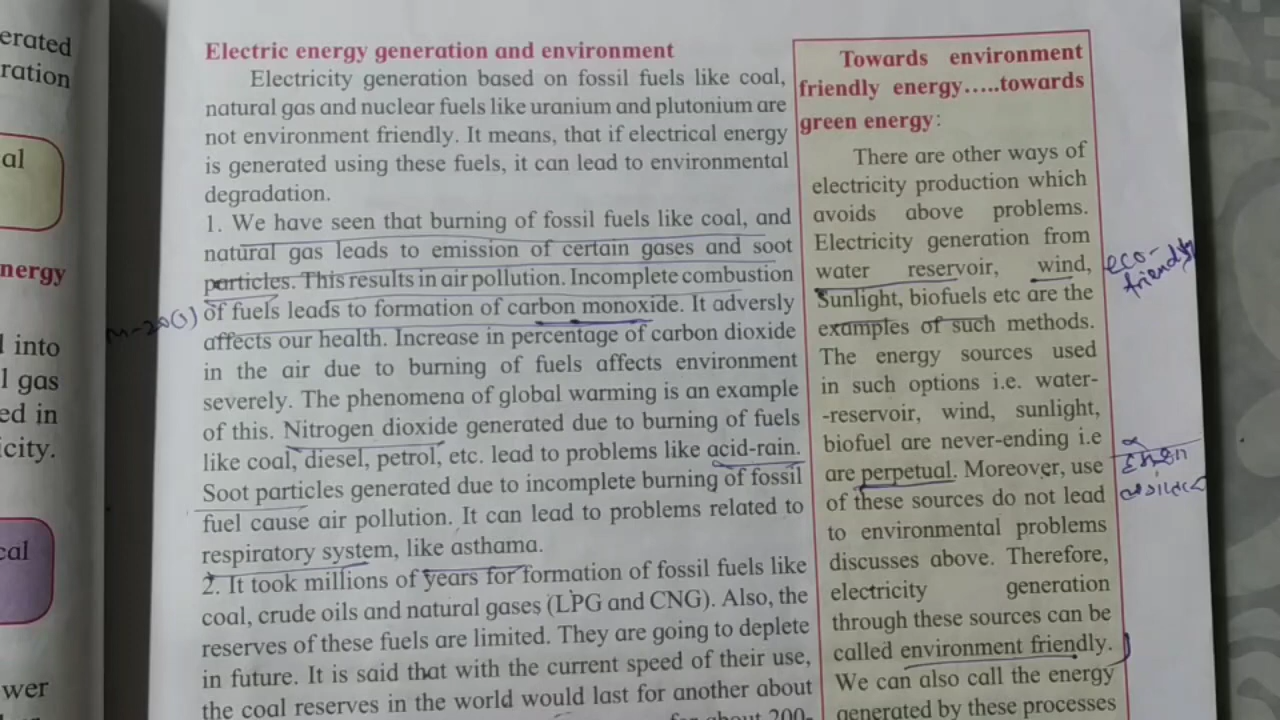 erated
ration
al
nergy
l into
l gas
ed in
city.
cal
wer
Electric energy generation and environment
Electricity generation based on fossil fuels like coal,
natural gas and nuclear fuels like uranium and plutonium are
not environment friendly. It means, that if electrical energy
is generated using these fuels, it can lead to environmental
degradation.
1. We have seen that burning of fossil fuels like coal, and
natural gas leads to emission of certain gases and soot
particles. This results in air pollution. Incomplete combustion
of fuels leads to formation of carbon monoxide. It adversly
affects our health. Increase in percentage of carbon dioxide
in the air due to burning of fuels affects environment
severely. The phenomena of global warming is an example
of this. Nitrogen dioxide generated due to burning of fuels
like coal, diesel, petrol, etc. lead to problems like acid-rain.
Soot particles generated due to incomplete burning of fossil
fuel cause air pollution. It can lead to problems related to
respiratory system, like asthama.
2. It took millions of years for formation of fossil fuels like
coal, crude oils and natural gases (LPG and CNG). Also, the
reserves of these fuels are limited. They are going to deplete
in future. It is said that with the current speed of their use,
the coal reserves in the world would last for another about
for about 200-
Towards environment
friendly energy.....towards
green energy:
There are other ways of
electricity production which
avoids above problems.
Electricity generation from
water reservoir, wind,
Sunlight, biofuels etc are the
examples of such methods.
The energy sources used
in such options i.e. water-
-reservoir, wind, sunlight,
biofuel are never-ending i.e
are perpetual. Moreover, use
of these sources do not lead
to environmental problems
discusses above. Therefore,
electricity generation
through these sources can be
called environment friendly.
We can also call the energy
generated by these processes
eco-
friendly